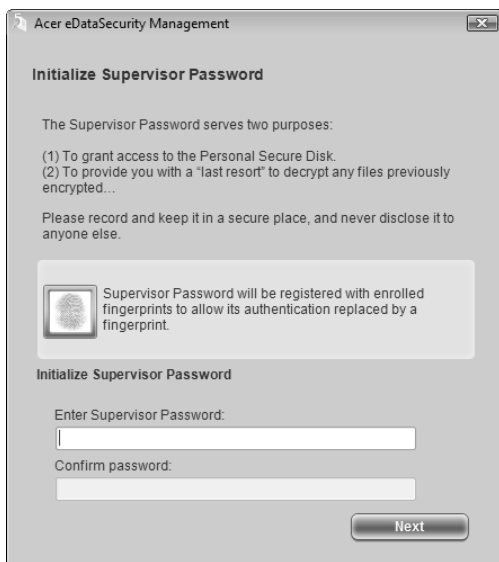 Acer eDataSecurity Management
Initialize Supervisor Password
The Supervisor Password serves two purposes:
(1) To grant access to the Personal Secure Disk.
(2) To provide you with a “last resort” to decrypt any files previously
encrypted...
Please record and keep it in a secure place, and never disclose it to
anyone else.
Supervisor Password will be registered with enrolled
fingerprints to allow its authentication replaced by a
fingerprint.
Initialize Supervisor Password
Enter Supervisor Password:
Confirm password:
Next